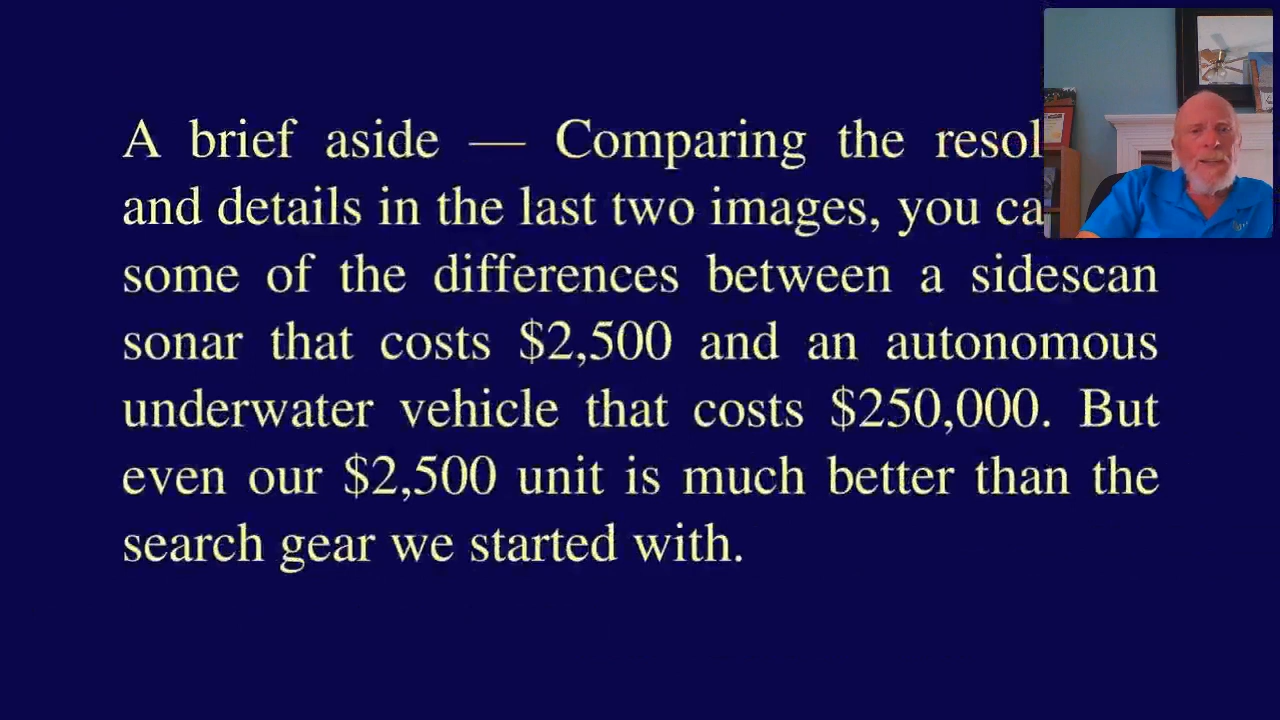 A brief aside — Comparing the resol
and details in the last two images, you ca
some of the differences between a sidescan
sonar that costs $2,500 and an autonomous
underwater vehicle that costs $250,000. But
even our $2,500 unit is much better than the
search gear we started with.